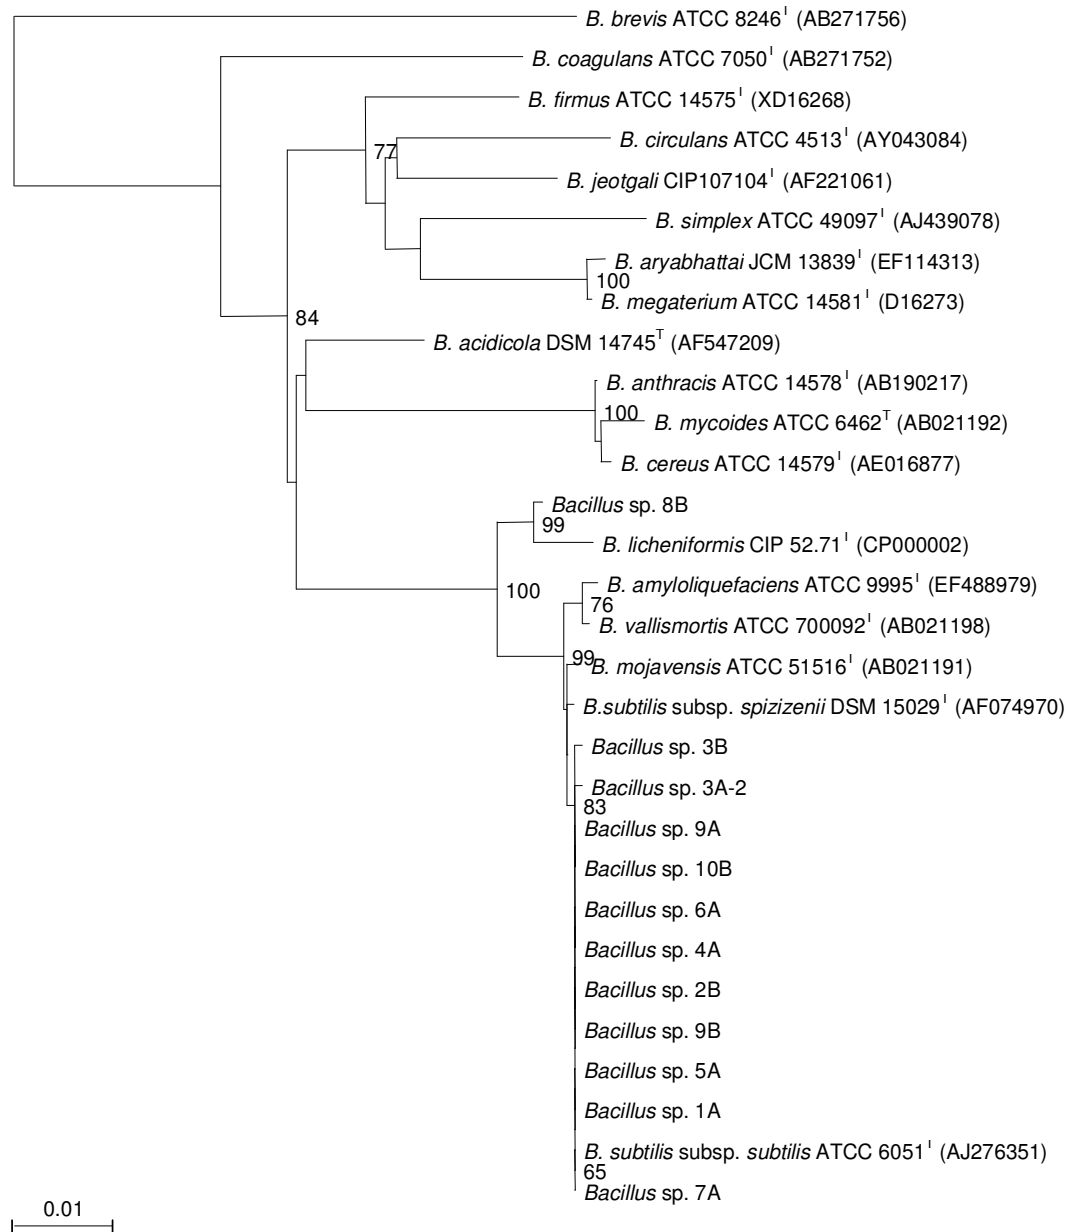 B. brevis ATCC 8246ᵀ (AB271756)
B. coagulans ATCC 7050ᵀ (AB271752)
B. firmus ATCC 14575ᵀ (XD16268)
B. circulans ATCC 4513ᵀ (AY043084)
77
B. jeotgali CIP107104ᵀ (AF221061)
B. simplex ATCC 49097ᵀ (AJ439078)
B. aryabhattai JCM 13839ᵀ (EF114313)
100
B. megaterium ATCC 14581ᵀ (D16273)
84
B. acidicola DSM 14745ᵀ (AF547209)
B. anthracis ATCC 14578ᵀ (AB190217)
100
B. mycoides ATCC 6462ᵀ (AB021192)
B. cereus ATCC 14579ᵀ (AE016877)
Bacillus sp. 8B
99
B. licheniformis CIP 52.71ᵀ (CP000002)
B. amyloliquefaciens ATCC 9995ᵀ (EF488979)
100
76
B. vallismortis ATCC 700092ᵀ (AB021198)
99
B. mojavensis ATCC 51516ᵀ (AB021191)
B.subtilis subsp. spizizenii DSM 15029ᵀ (AF074970)
Bacillus sp. 3B
Bacillus sp. 3A-2
83
Bacillus sp. 9A
Bacillus sp. 10B
Bacillus sp. 6A
Bacillus sp. 4A
Bacillus sp. 2B
Bacillus sp. 9B
Bacillus sp. 5A
Bacillus sp. 1A
B. subtilis subsp. subtilis ATCC 6051ᵀ (AJ276351)
65
Bacillus sp. 7A
0.01